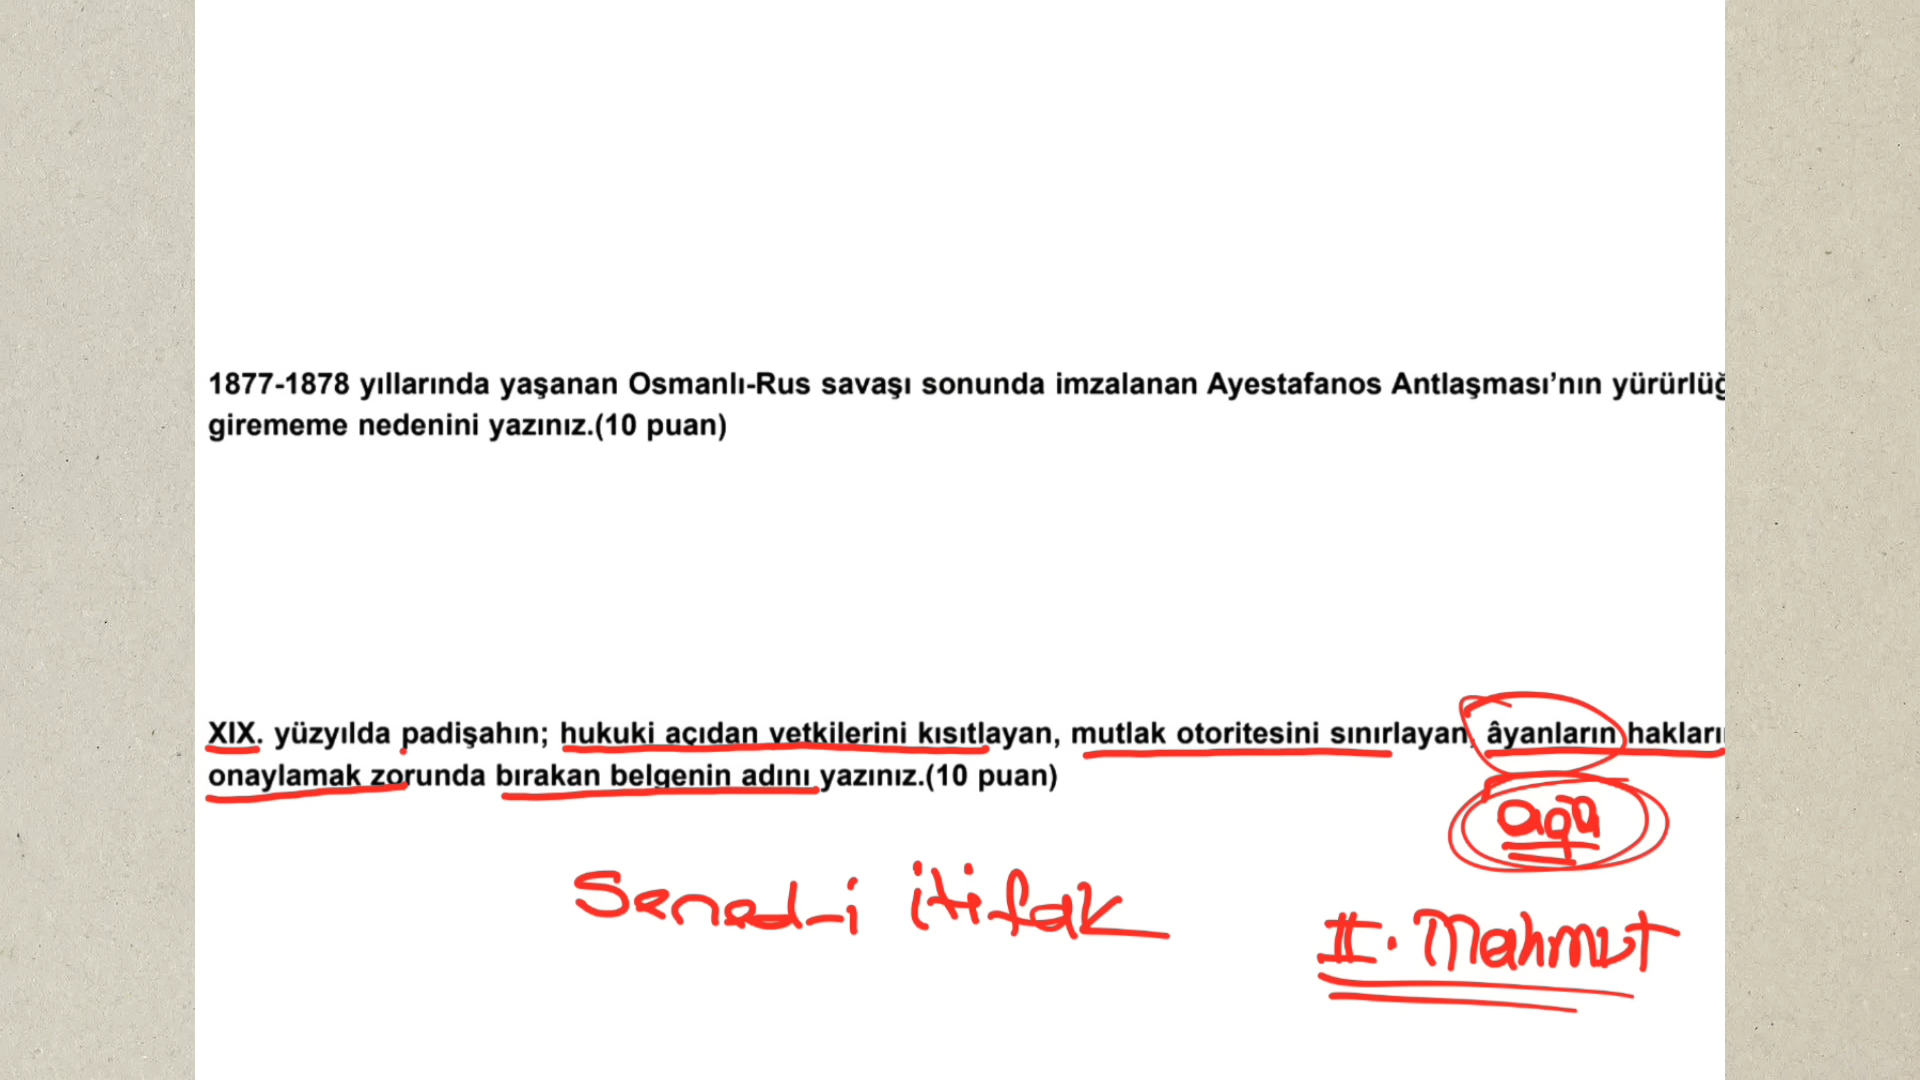 1877-1878 yıllarında yaşanan Osmanlı-Rus savaşı sonunda imzalanan Ayestafanos Antlaşması’nın yürürlüğ
girememe nedenini yazınız.(10 puan)
XIX. yüzyılda padişahın; hukuki açıdan yetkilerini kısıtlayan, mutlak otoritesini sınırlayan, âyanların hakları
onaylamak zorunda bırakan belgenin adını yazınız.(10 puan)
ağa
Sened-i itifak
II. Mahmut